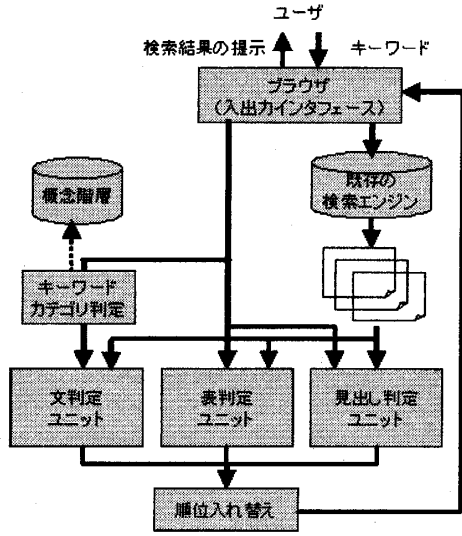 ユーザ
検索結果の提示
キーワード
ブラウザ
(入出力インタフェース)
概念階層
既存の
検索エンジン
キーワード
カテゴリ判定
文判定
ユニット
表判定
ユニット
見出し判定
ユニット
順位入れ替え